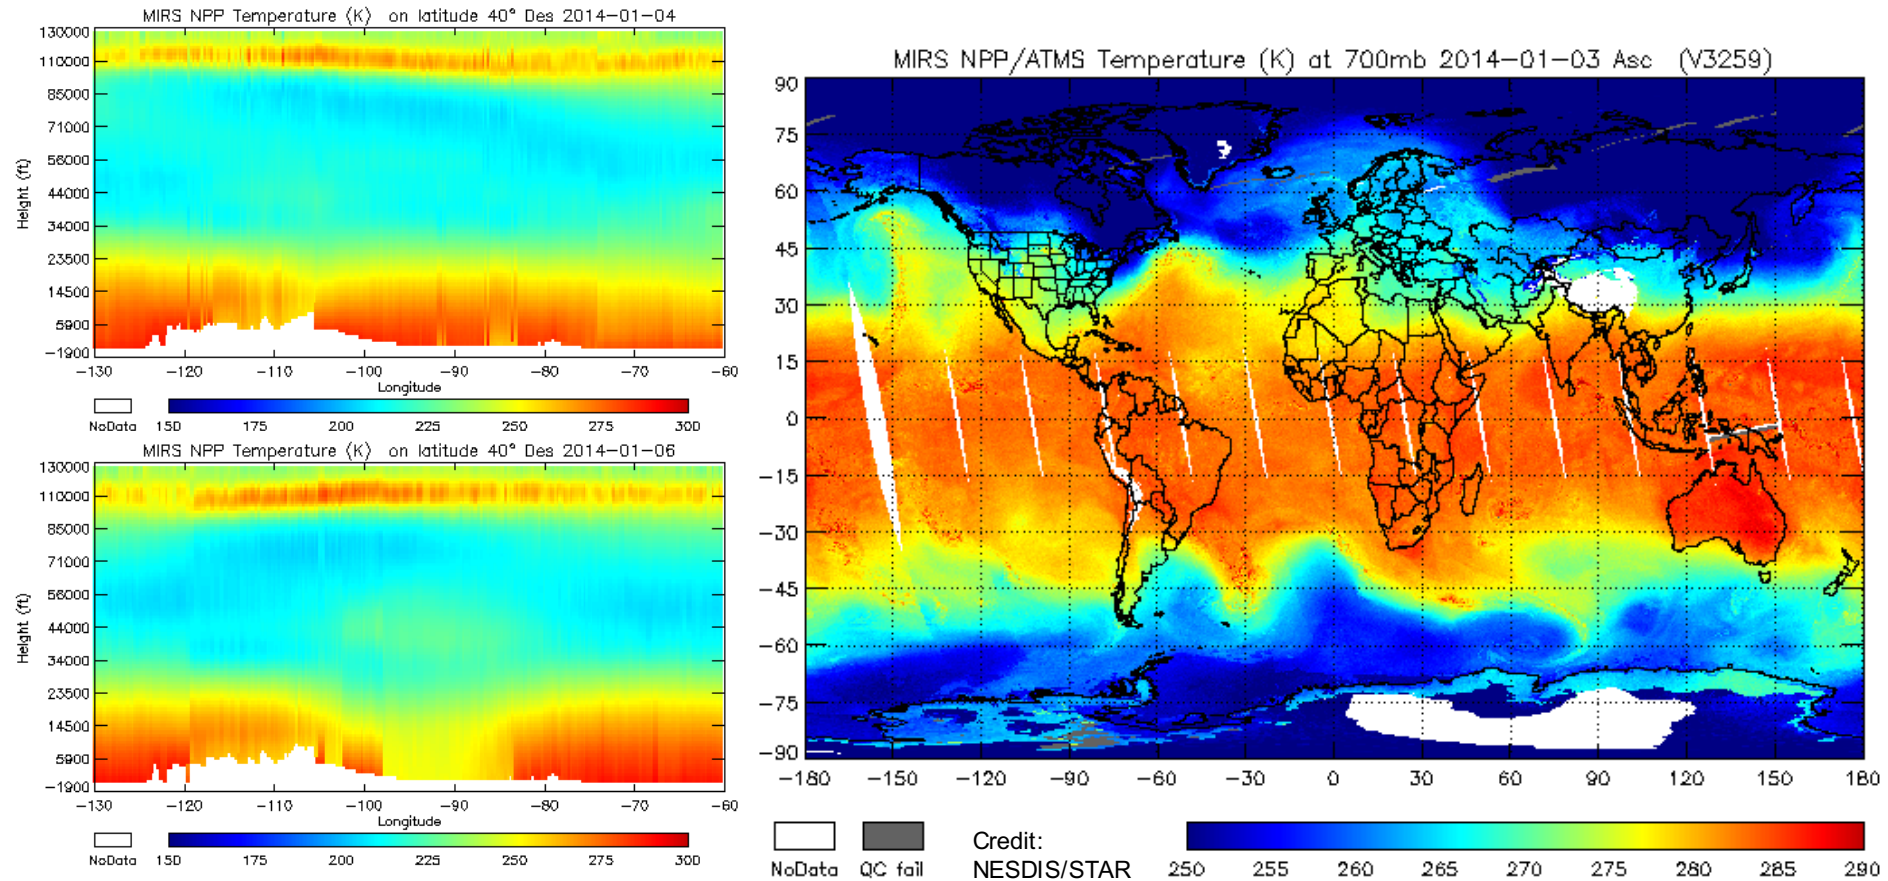 MIRS NPP Temperature (K) on latitude 40° Des 2014-01-04
130000
110000
85000
71000
56000
44000
34000
23500
14500
5900
-1900
Height (ft)
-130 -120 -110 -100 -90 -80 -70 -60
Longitude
NoData 150 175 200 225 250 275 300
MIRS NPP Temperature (K) on latitude 40° Des 2014-01-06
130000
110000
85000
71000
56000
44000
34000
23500
14500
5900
-1900
Height (ft)
-130 -120 -110 -100 -90 -80 -70 -60
Longitude
NoData 150 175 200 225 250 275 300
MIRS NPP/ATMS Temperature (K) at 700mb 2014-01-03 Asc (V3259)
90
75
60
45
30
15
0
-15
-30
-45
-60
-75
-90
-180 -150 -120 -90 -60 -30 0 30 60 90 120 150 180
NoData QC fail
Credit:
NESDIS/STAR
250 255 260 265 270 275 280 285 290